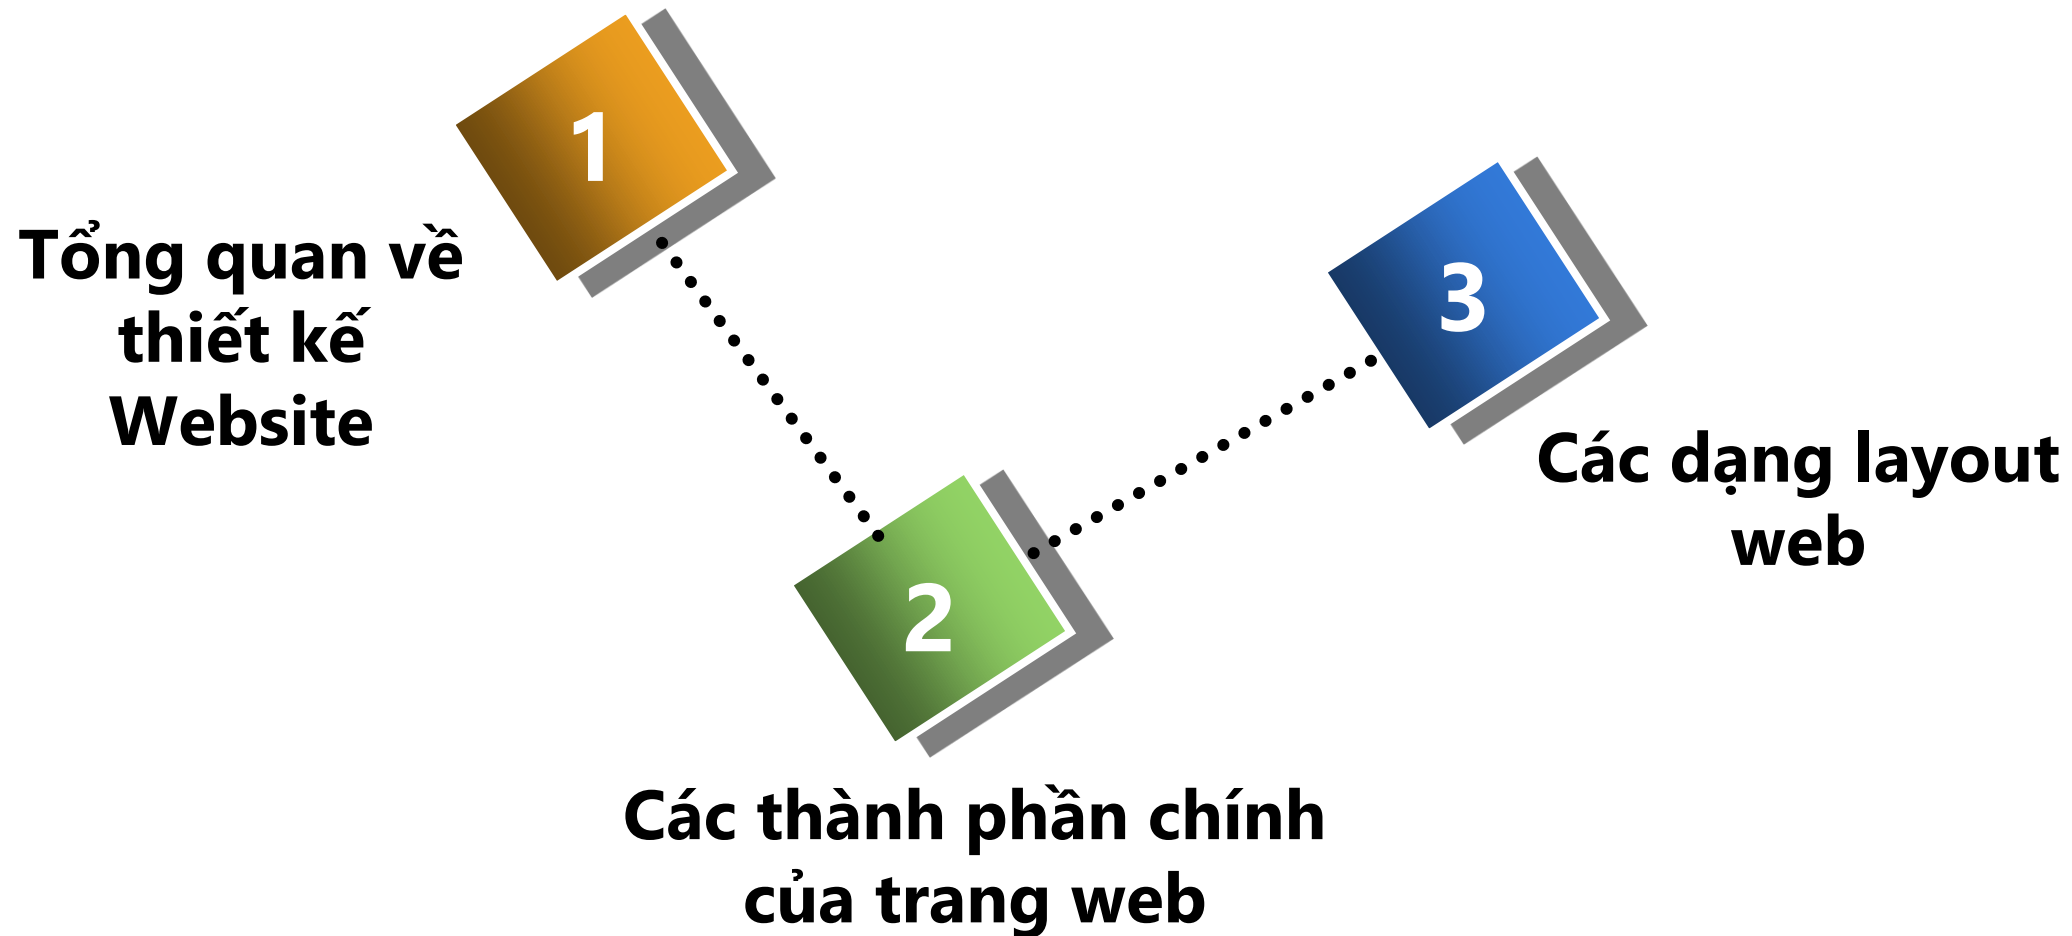 1
Tổng quan về
thiết kế
Website
2
Các thành phần chính
của trang web
3
Các dạng layout
web